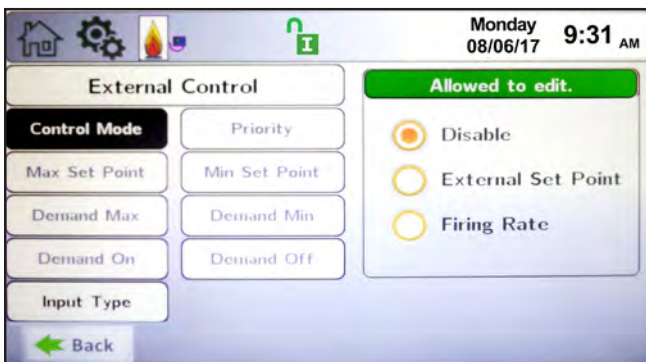 I
Monday
08/06/17
9:31 AM
External Control
Allowed to edit.
Control Mode
Priority
Disable
Max Set Point
Min Set Point
External Set Point
Demand Max
Demand Min
Firing Rate
Demand On
Demand Off
Input Type
Back